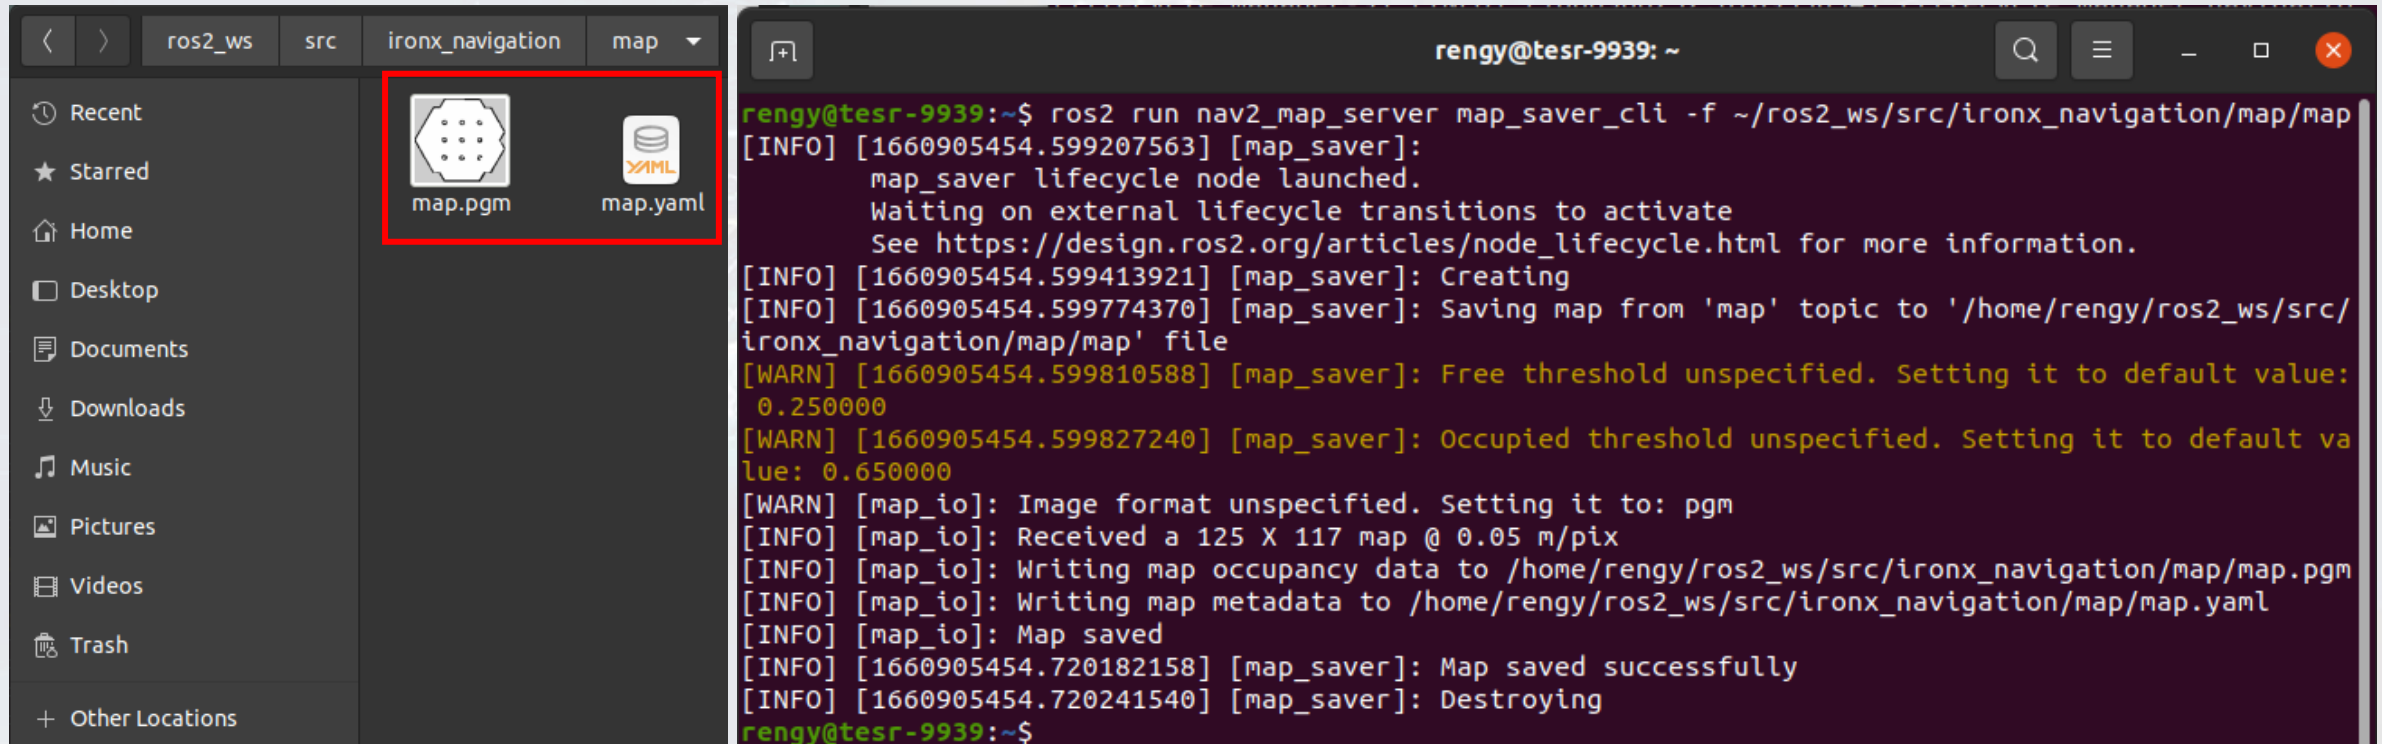 ros2_ws src ironx_navigation map
Recent
Starred
Home
Desktop
Documents
Downloads
Music
Pictures
Videos
Trash
Other Locations
map.pgm
YAML
map.yaml
rengy@tesr-9939: ~
rengy@tesr-9939:~$ ros2 run nav2_map_server map_saver_cli -f ~/ros2_ws/src/ironx_navigation/map/map
[INFO] [1660905454.599207563] [map_saver]:
map_saver lifecycle node launched.
Waiting on external lifecycle transitions to activate
See https://design.ros2.org/articles/node_lifecycle.html for more information.
[INFO] [1660905454.599413921] [map_saver]: Creating
[INFO] [1660905454.599774370] [map_saver]: Saving map from 'map' topic to '/home/rengy/ros2_ws/src/
ironx_navigation/map/map' file
[WARN] [1660905454.599810588] [map_saver]: Free threshold unspecified. Setting it to default value:
0.250000
[WARN] [1660905454.599827240] [map_saver]: Occupied threshold unspecified. Setting it to default va
lue: 0.650000
[WARN] [map_io]: Image format unspecified. Setting it to: pgm
[INFO] [map_io]: Received a 125 X 117 map @ 0.05 m/pix
[INFO] [map_io]: Writing map occupancy data to /home/rengy/ros2_ws/src/ironx_navigation/map/map.pgm
[INFO] [map_io]: Writing map metadata to /home/rengy/ros2_ws/src/ironx_navigation/map/map.yaml
[INFO] [map_io]: Map saved
[INFO] [1660905454.720182158] [map_saver]: Map saved successfully
[INFO] [1660905454.720241540] [map_saver]: Destroying
rengy@tesr-9939:~$